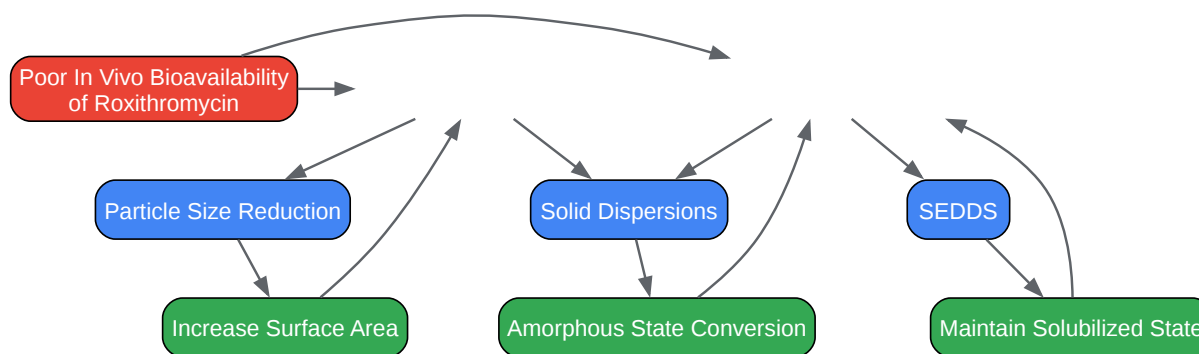 Poor In Vivo Bioavailability
of Roxithromycin
Particle Size Reduction
Solid Dispersions
SEDDS
Increase Surface Area
Amorphous State Conversion
Maintain Solubilized State